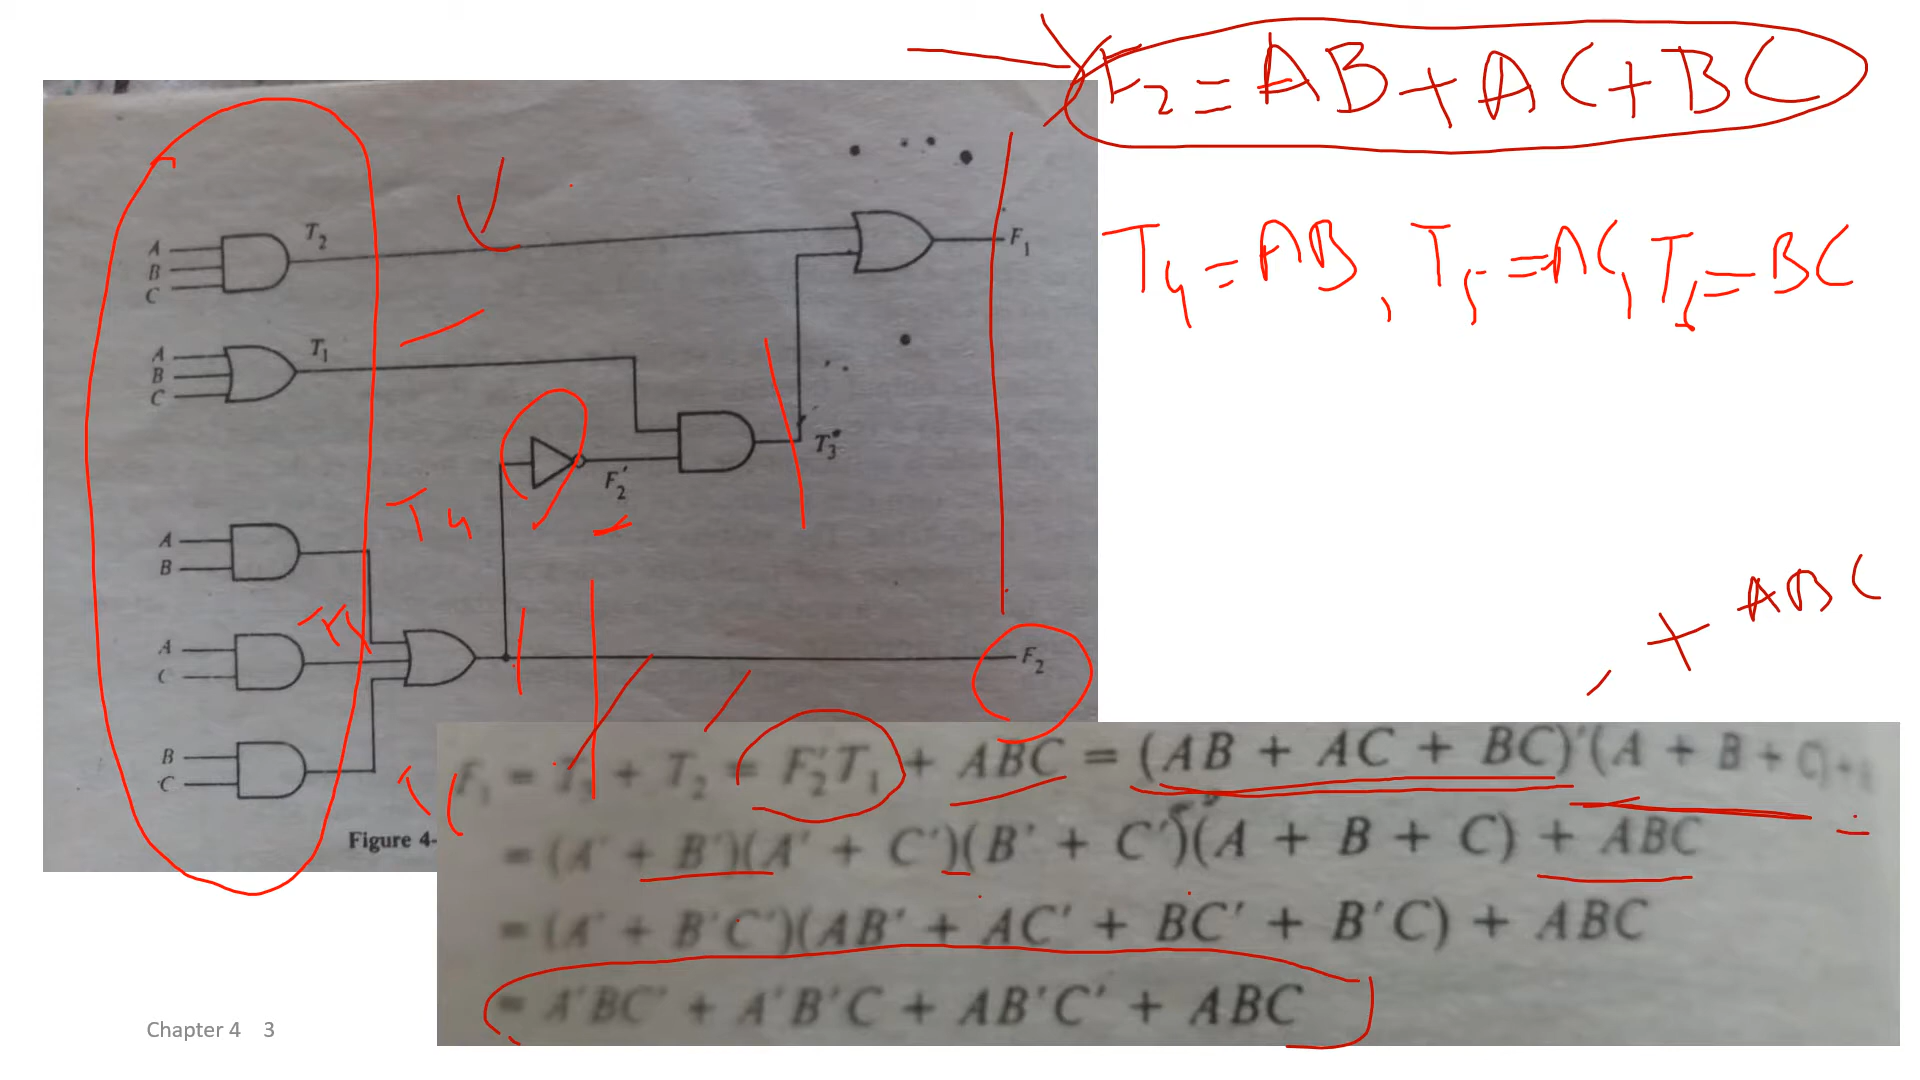 F₂ = AB + AC + BC
T₄ = AB, T₅ = AC, T₆ = BC
A
B
C
T₂
F₁
A
B
C
T₁
F₂′
T₃
T₄
A
B
A
C
F₂
B
C
+ ABC
Figure 4-
F₁ = T₃ + T₂ = F₂′T₁ + ABC = (AB + AC + BC)′(A + B + C) +
= (A′ + B′)(A′ + C′)(B′ + C′)(A + B + C) + ABC
= (A′ + B′C′)(AB′ + AC′ + BC′ + B′C) + ABC
= A′BC′ + A′B′C + AB′C′ + ABC
Chapter 4 3